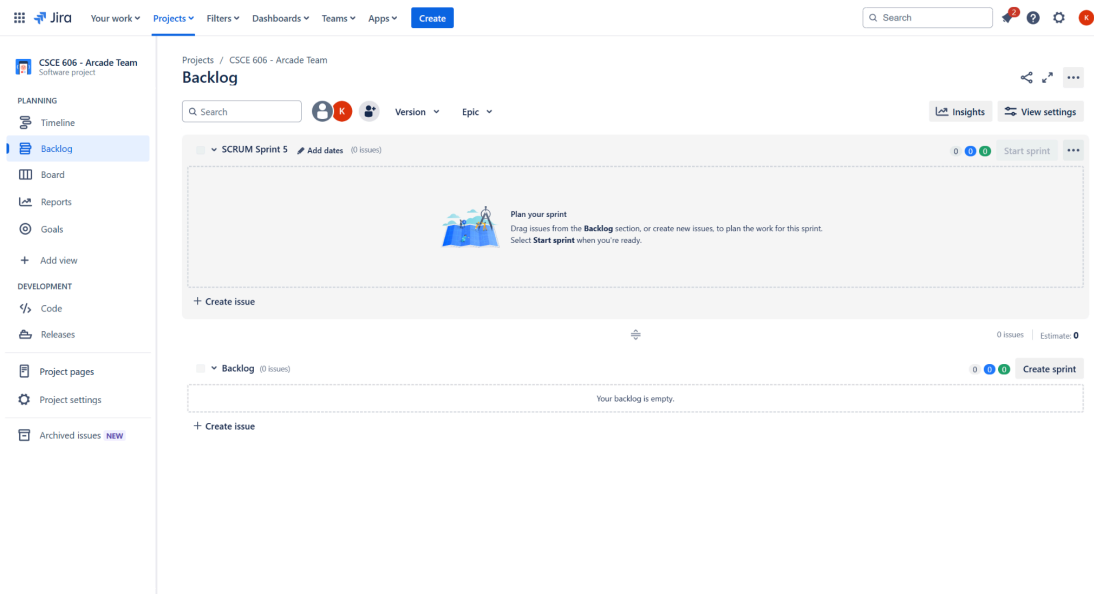 Jira Your work Projects Filters Dashboards Teams Apps Create Search 2 K
CSCE 606 - Arcade Team
Software project
PLANNING
Timeline
Backlog
Board
Reports
Goals
Add view
DEVELOPMENT
Code
Releases
Project pages
Project settings
Archived issues NEW
Projects / CSCE 606 - Arcade Team
Backlog
Search K Version Epic Insights View settings
SCRUM Sprint 5 Add dates (0 issues) 0 0 0 Start sprint
Plan your sprint
Drag issues from the Backlog section, or create new issues, to plan the work for this sprint.
Select Start sprint when you're ready.
+ Create issue
0 issues Estimate: 0
Backlog (0 issues) 0 0 0 Create sprint
Your backlog is empty.
+ Create issue